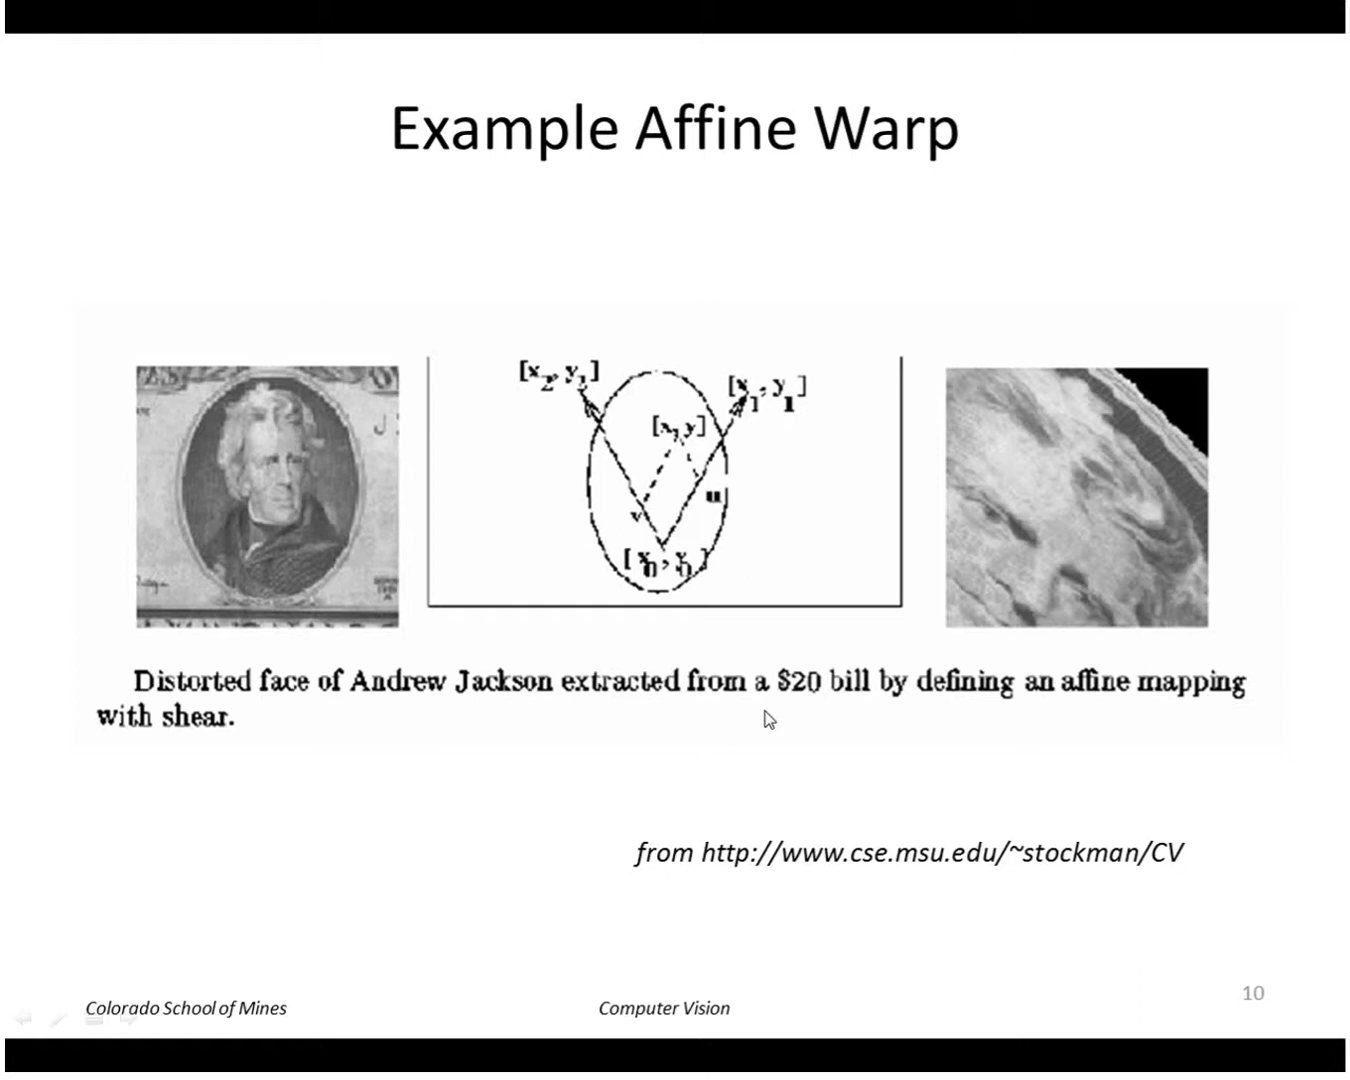 Example Affine Warp
[x2, y2]
[x1, y1]
[x, y]
u
v
[x0, y0]
J
Distorted face of Andrew Jackson extracted from a $20 bill by defining an affine mapping
with shear.
from http://www.cse.msu.edu/~stockman/CV
10
Colorado School of Mines
Computer Vision